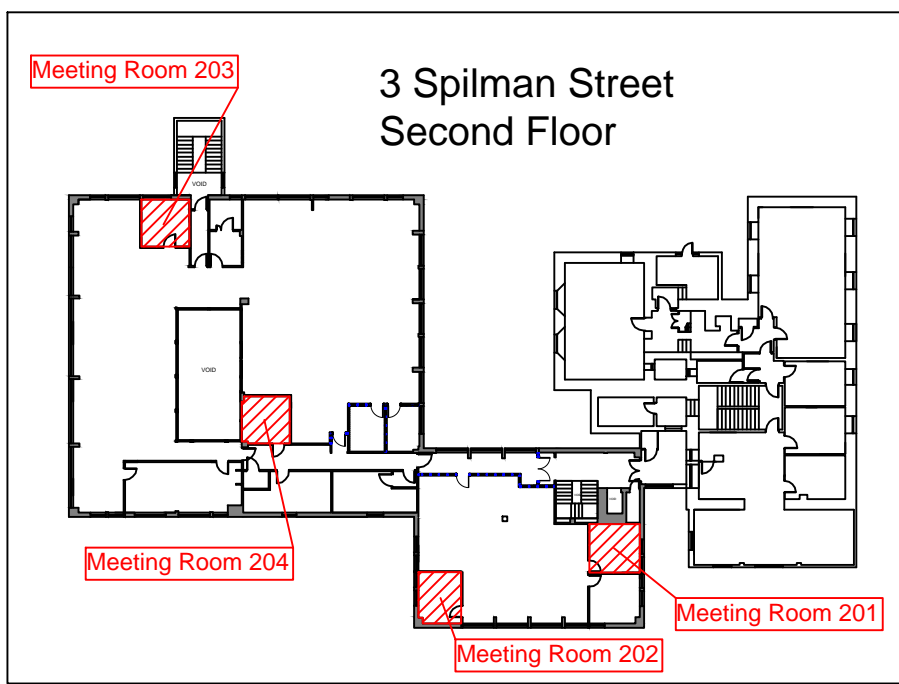 Meeting Room 203
3 Spilman Street
Second Floor
VOID
VOID
Meeting Room 204
Meeting Room 201
Meeting Room 202